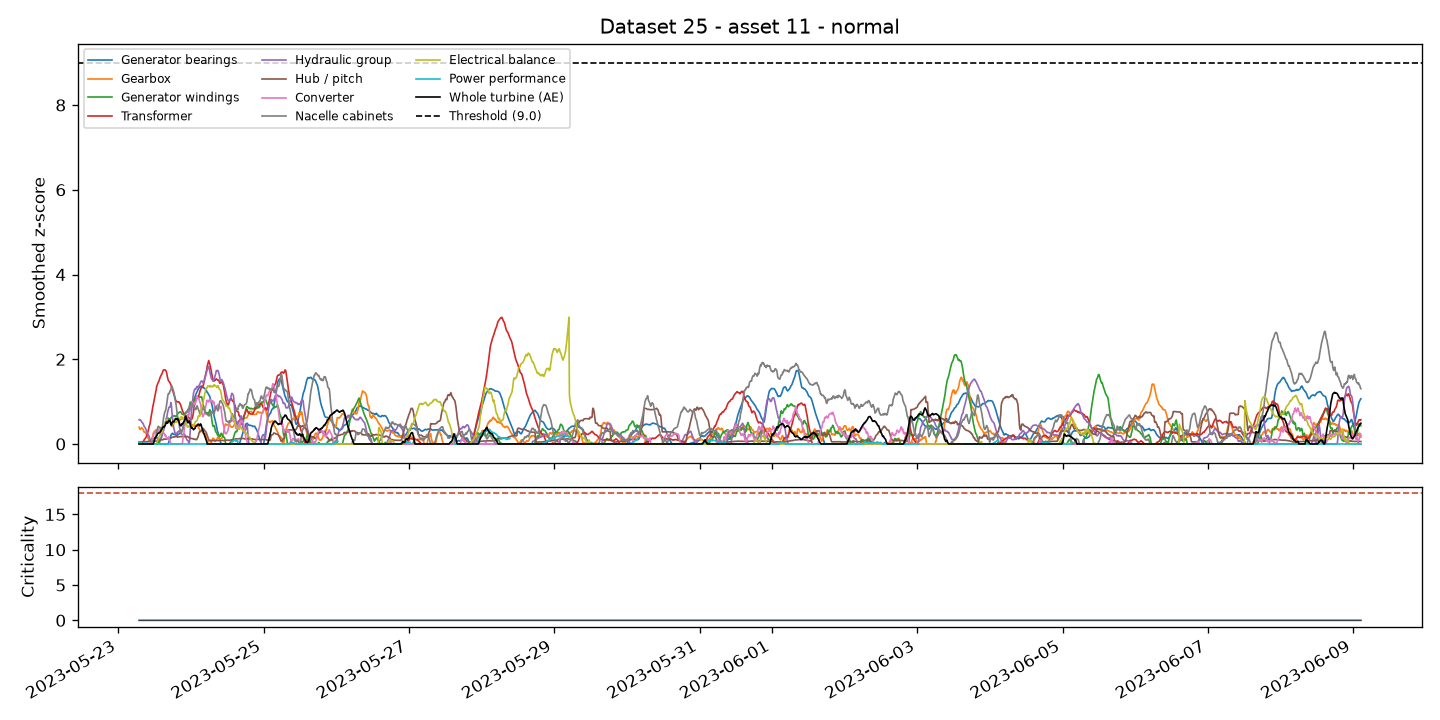 Dataset 25 - asset 11 - normal
Generator bearings
Gearbox
Generator windings
Transformer
Hydraulic group
Hub / pitch
Converter
Nacelle cabinets
Electrical balance
Power performance
Whole turbine (AE)
Threshold (9.0)
Smoothed z-score
8
6
4
2
0
Criticality
15
10
5
0
2023-05-23
2023-05-25
2023-05-27
2023-05-29
2023-05-31
2023-06-01
2023-06-03
2023-06-05
2023-06-07
2023-06-09